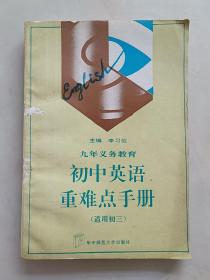 English
主编 李习俭
九年义务教育
初中英语
重难点手册
(适用初三)
华中师范大学出版社